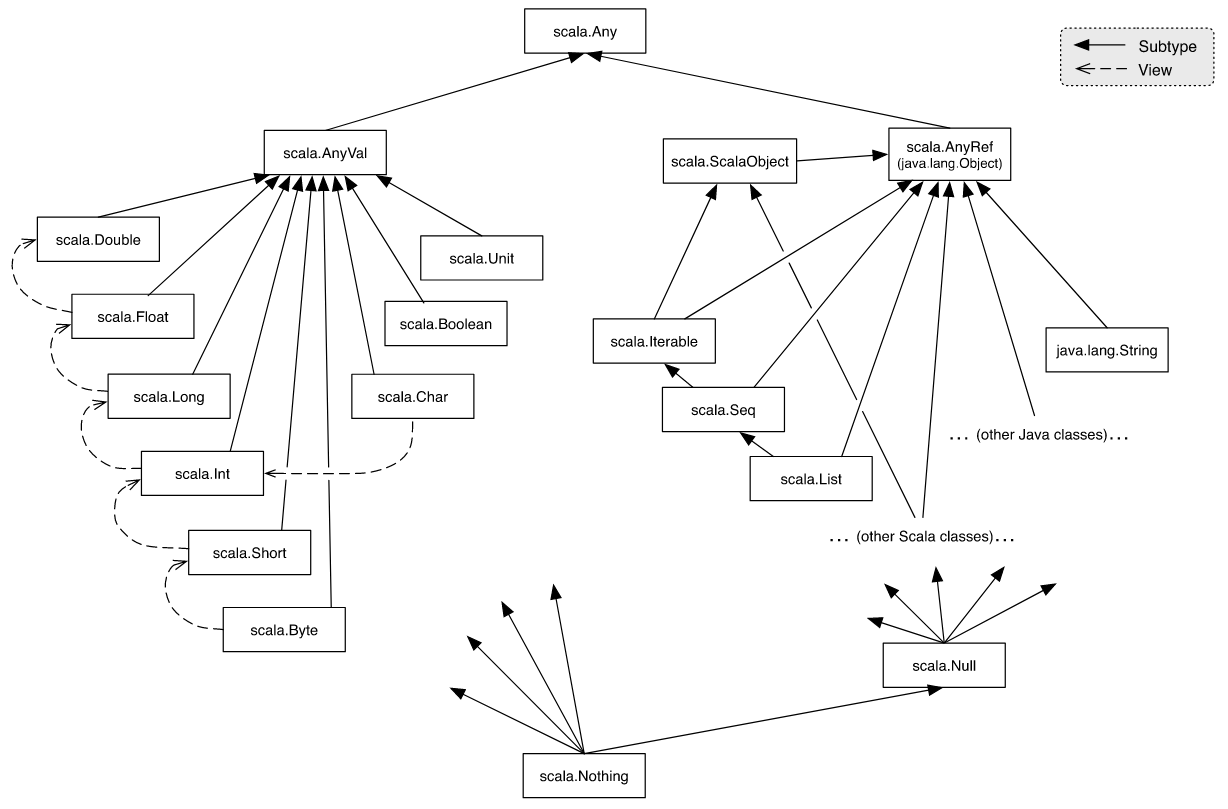 scala.Any
Subtype
View
scala.AnyVal
scala.ScalaObject
scala.AnyRef
(java.lang.Object)
scala.Double
scala.Unit
scala.Float
scala.Boolean
scala.Iterable
java.lang.String
scala.Long
scala.Char
scala.Seq
... (other Java classes)...
scala.Int
scala.List
scala.Short
... (other Scala classes)...
scala.Byte
scala.Null
scala.Nothing